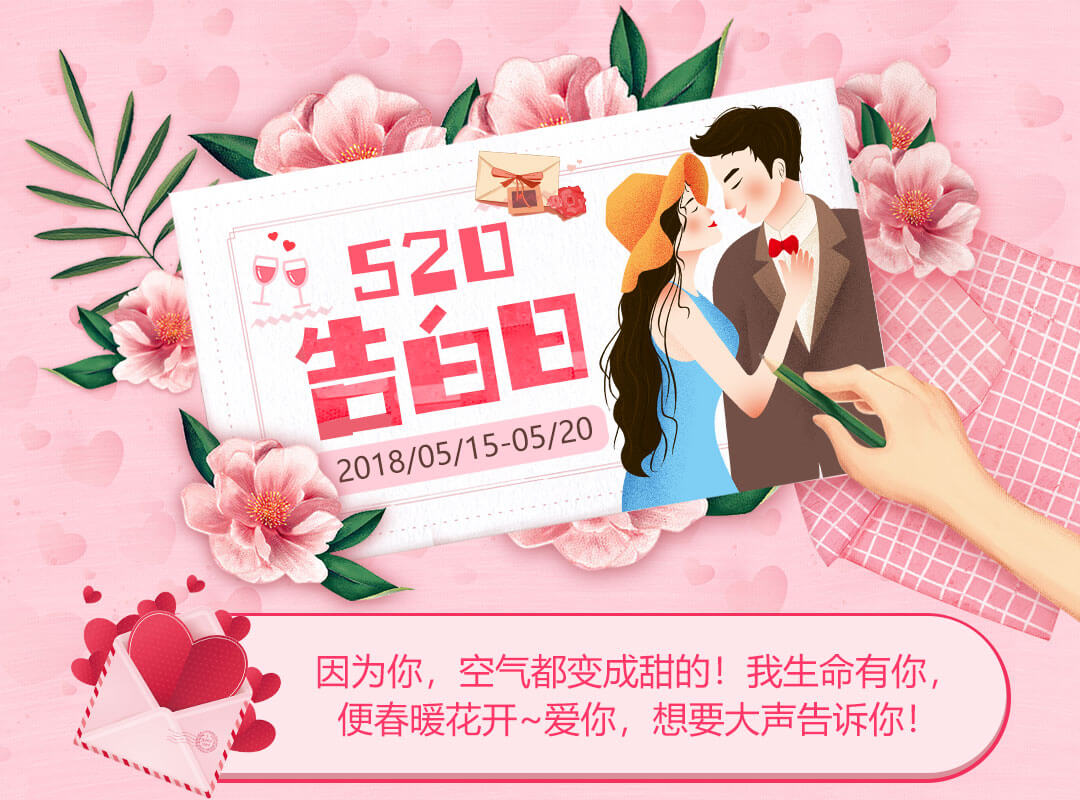 520
告白日
2018/05/15-05/20
因为你，空气都变成甜的！我生命有你，
便春暖花开~爱你，想要大声告诉你！